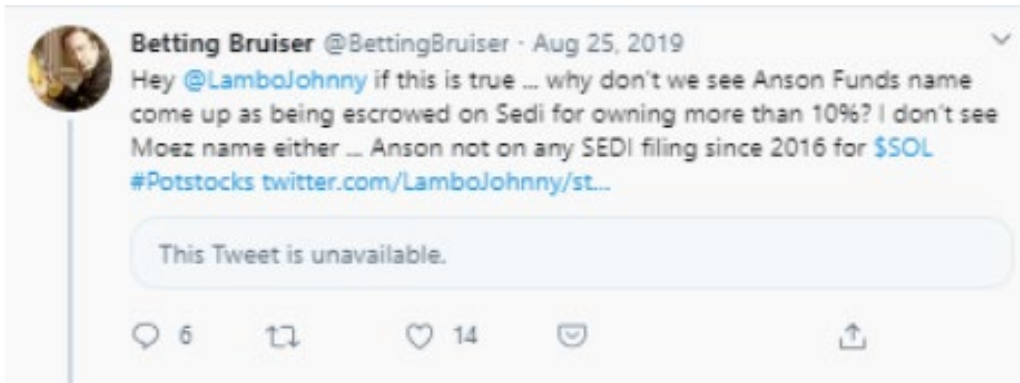 Betting Bruiser @BettingBruiser · Aug 25, 2019
Hey @LamboJohnny if this is true ... why don't we see Anson Funds name
come up as being escrowed on Sedi for owning more than 10%? I don't see
Moez name either ... Anson not on any SEDI filing since 2016 for $SOL
#Potstocks twitter.com/LamboJohnny/st...
This Tweet is unavailable.
6 14